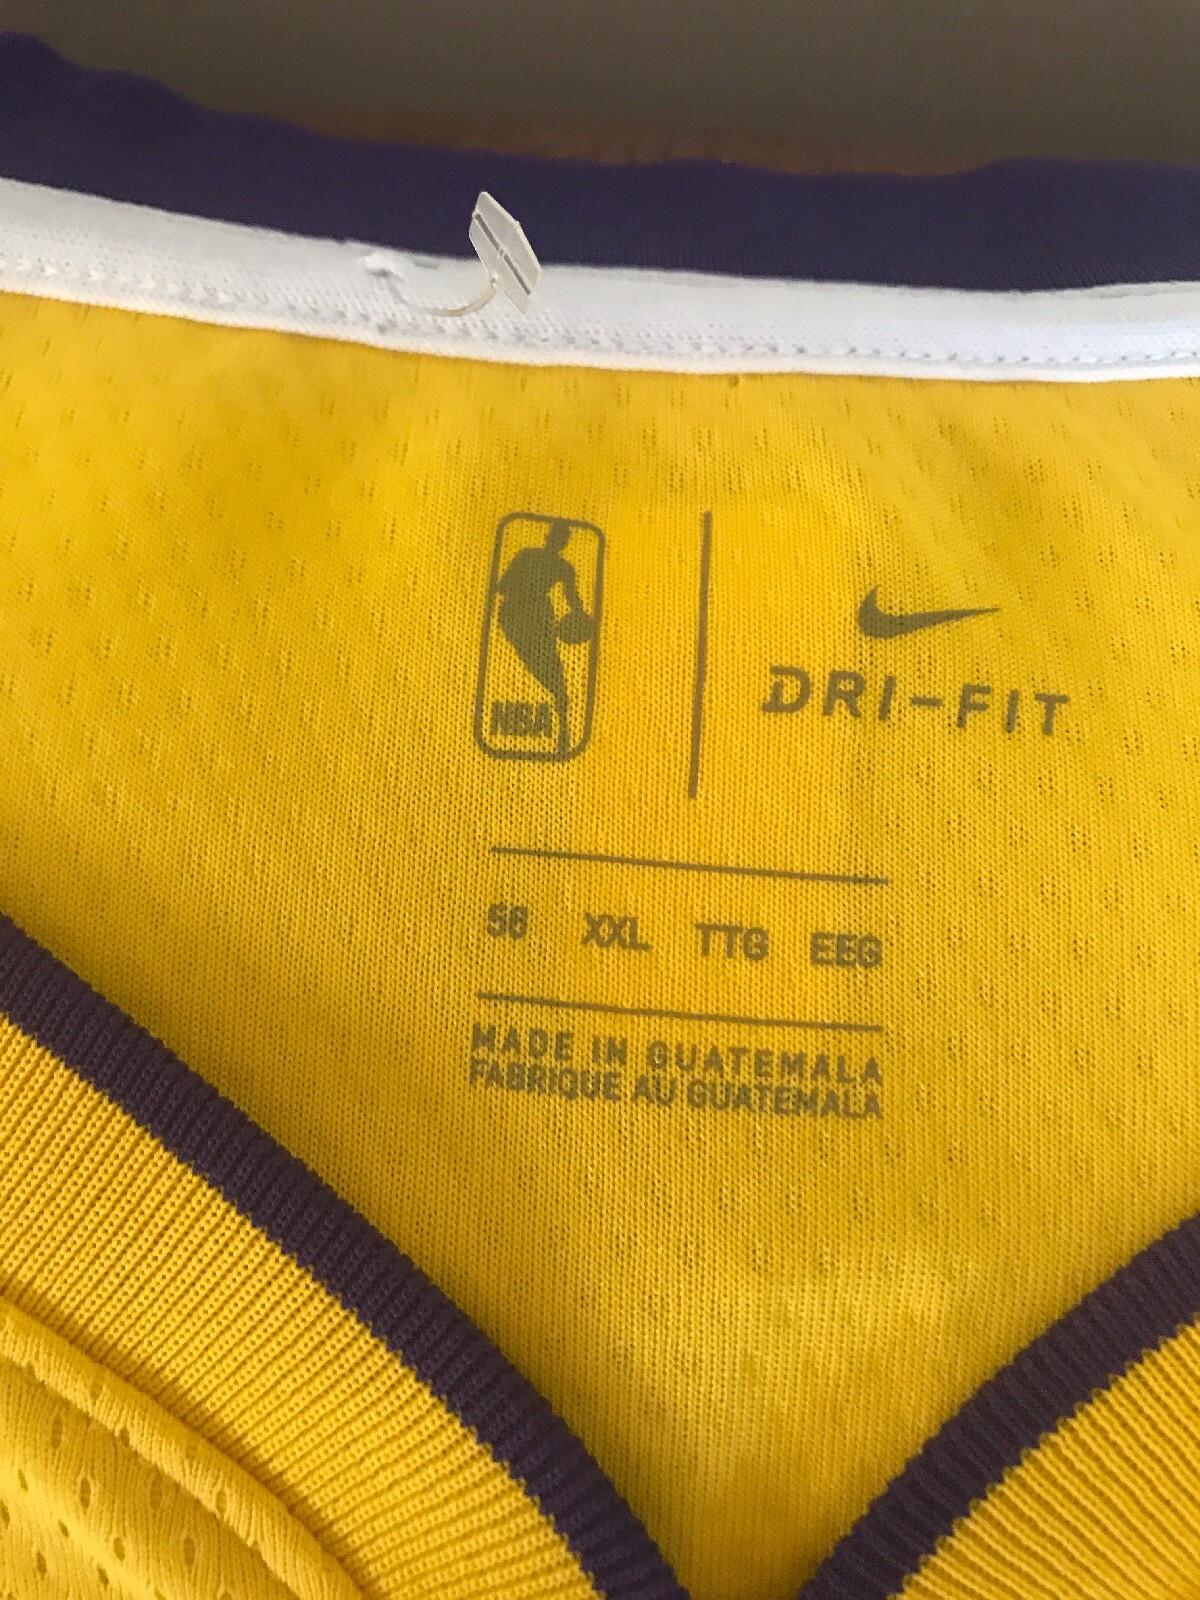 NBA
DRI-FIT
56 XXL TTG EEG
MADE IN GUATEMALA
FABRIQUE AU GUATEMALA